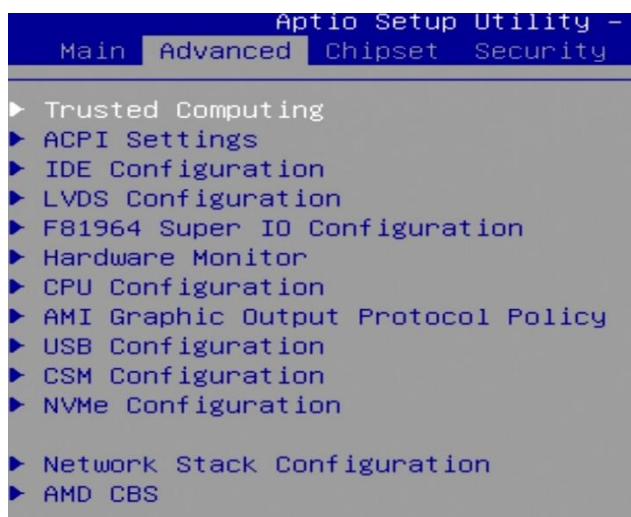 Aptio Setup Utility –
Main Advanced Chipset Security
▶ Trusted Computing
▶ ACPI Settings
▶ IDE Configuration
▶ LVDS Configuration
▶ F81964 Super IO Configuration
▶ Hardware Monitor
▶ CPU Configuration
▶ AMI Graphic Output Protocol Policy
▶ USB Configuration
▶ CSM Configuration
▶ NVMe Configuration
▶ Network Stack Configuration
▶ AMD CBS